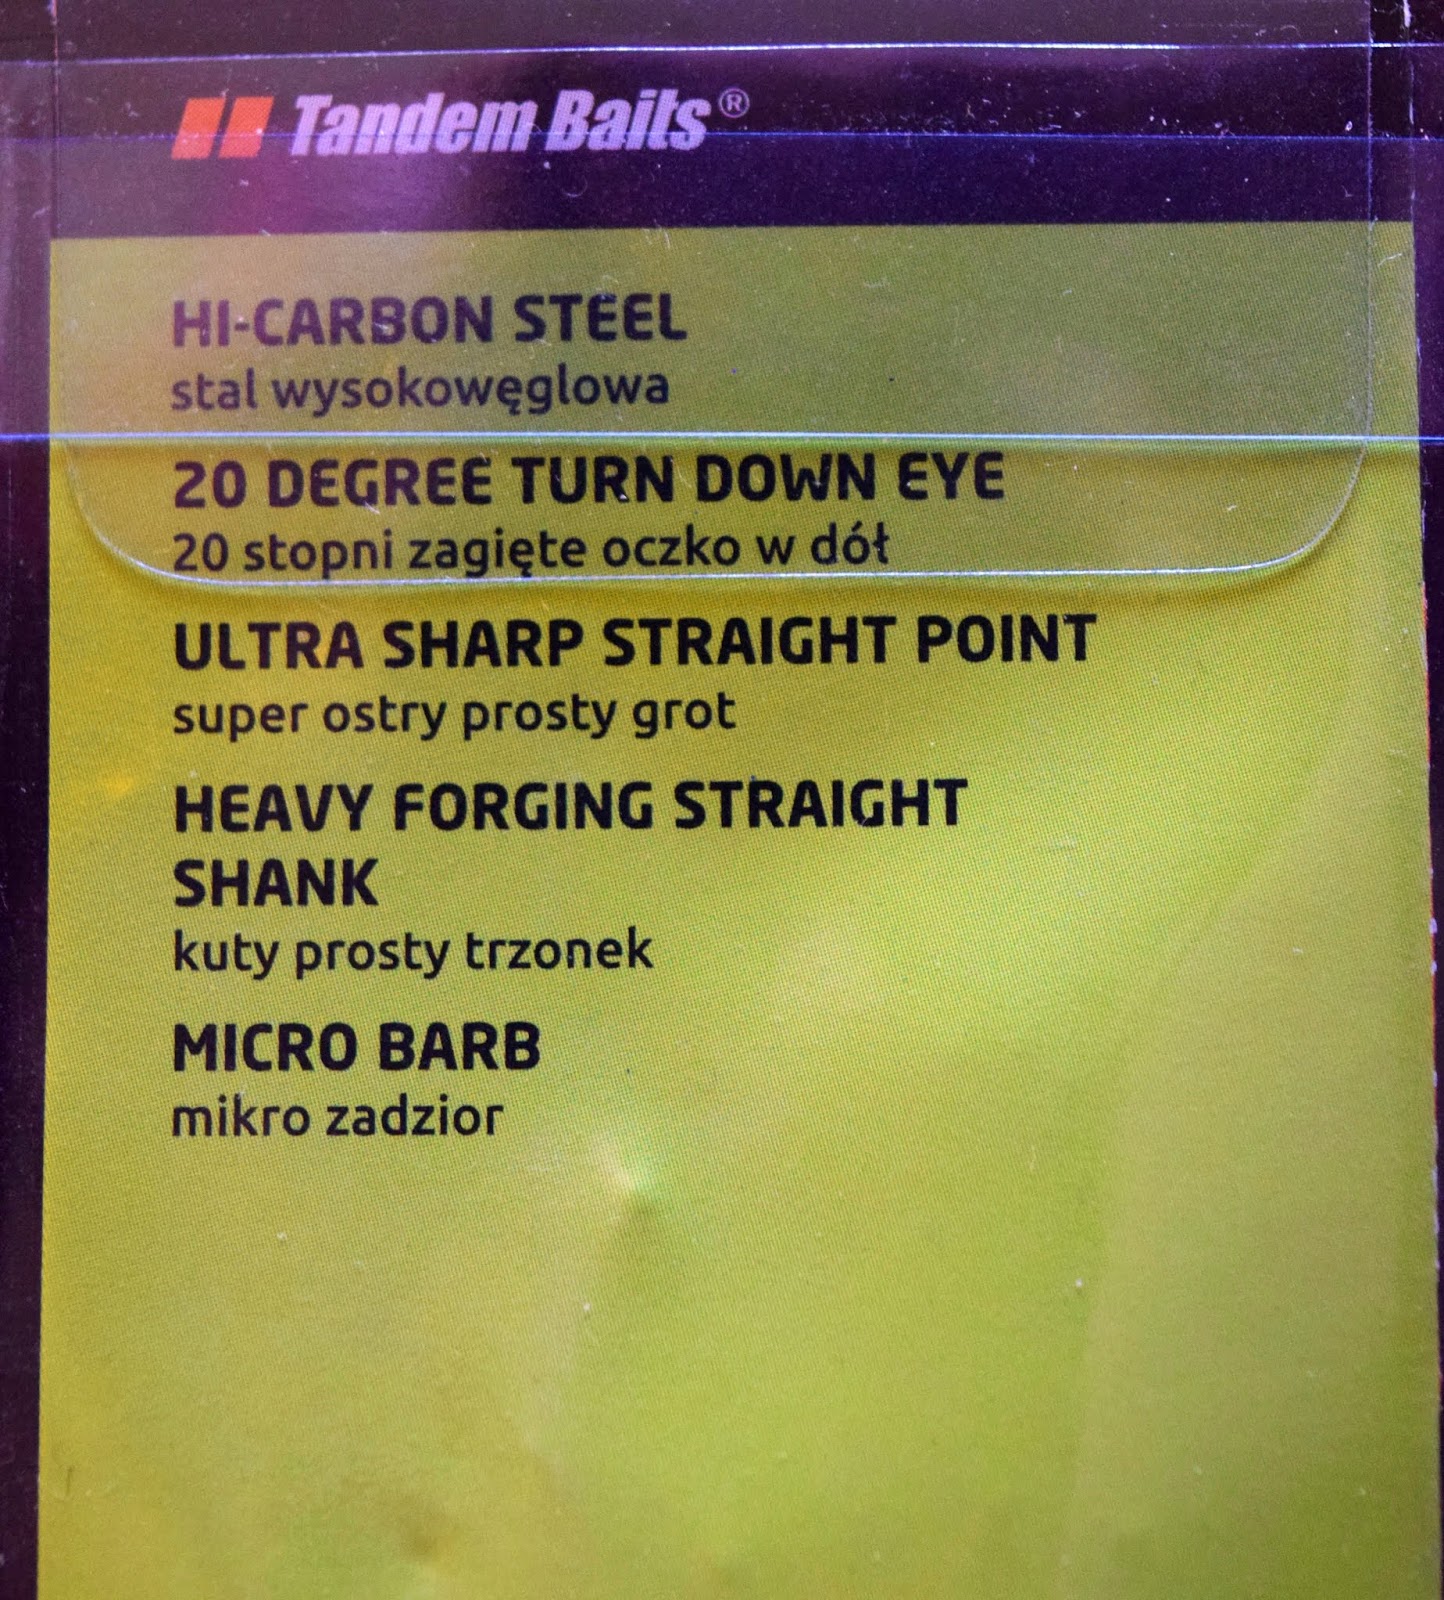 Tandem Baits®
HI-CARBON STEEL
stal wysokowęglowa
20 DEGREE TURN DOWN EYE
20 stopni zagięte oczko w dół
ULTRA SHARP STRAIGHT POINT
super ostry prosty grot
HEAVY FORGING STRAIGHT
SHANK
kuty prosty trzonek
MICRO BARB
mikro zadzior